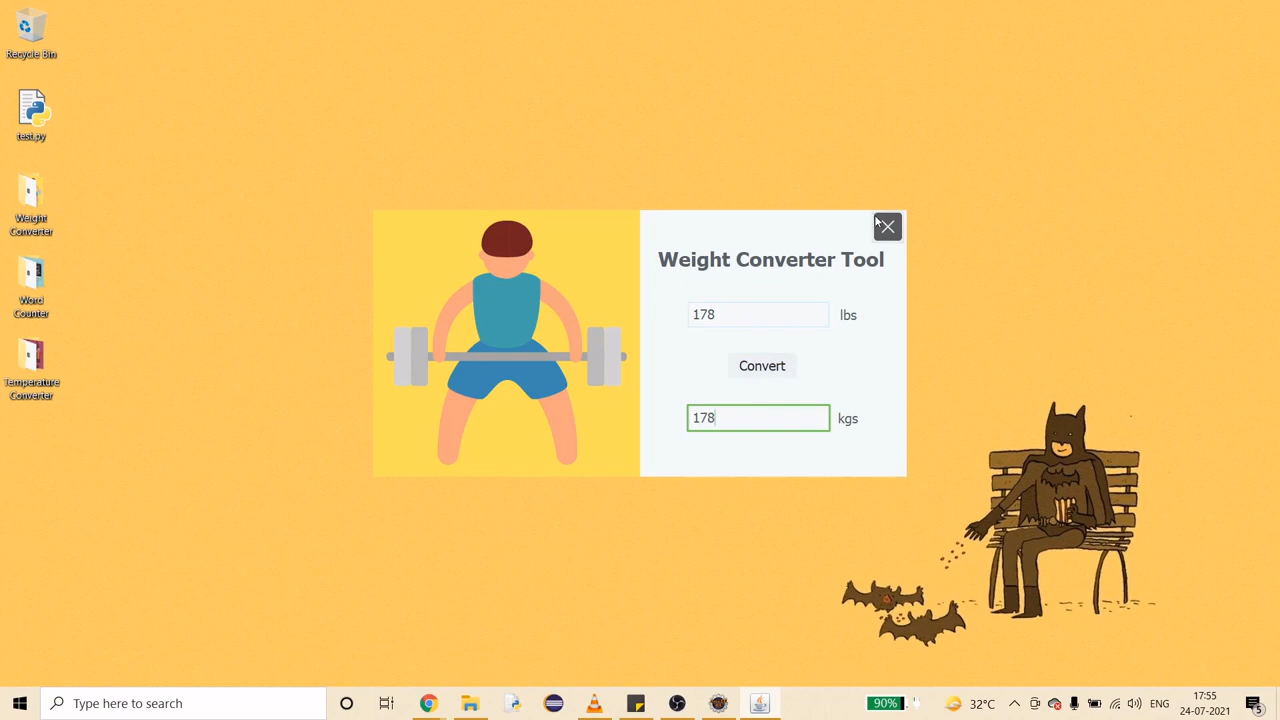 Recycle Bin
test.py
Weight
Converter
Word
Counter
Temperature
Converter
Weight Converter Tool
178 lbs
Convert
178 kgs
Type here to search
90%
32°C
ENG
17:55
24-07-2021
5